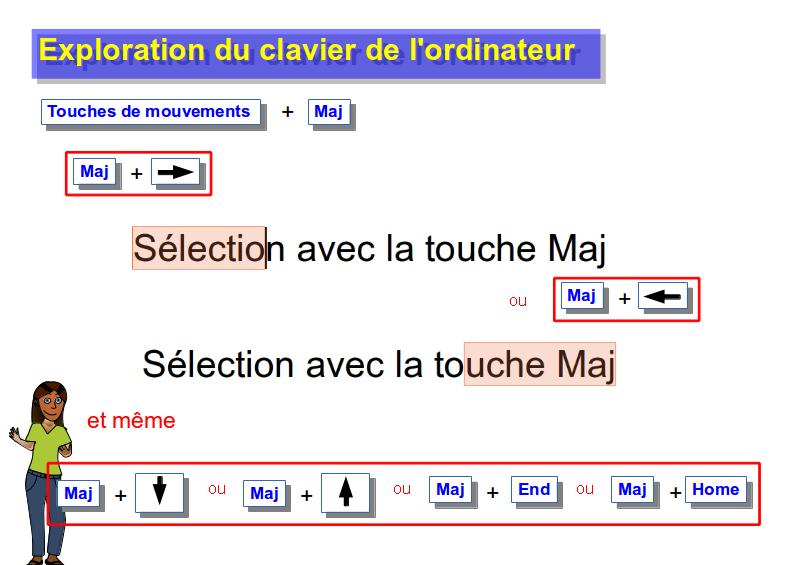 Exploration du clavier de l'ordinateur
Touches de mouvements + Maj
Maj + →
Sélection avec la touche Maj
ou Maj + ←
Sélection avec la touche Maj
et même
Maj + ↓ ou Maj + ↑ ou Maj + End ou Maj + Home